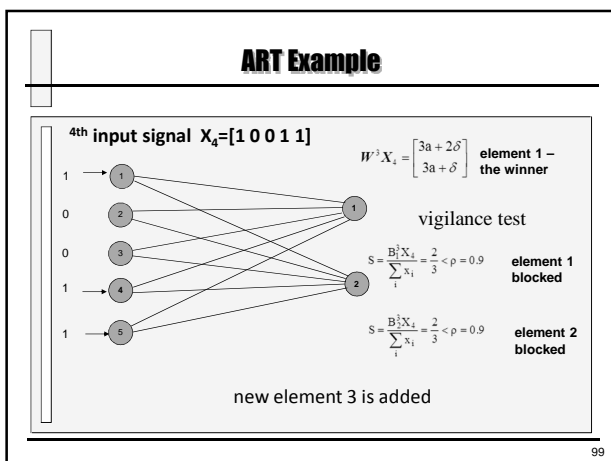 ART Example
4th input signal X₄=[1 0 0 1 1]
W³X₄ = [3a + 2δ
3a + δ]
element 1 –
the winner
1
0
0
1
1
1
2
3
4
5
1
2
vigilance test
S = B₁³X₄ / ∑ᵢ xᵢ = 2/3 < ρ = 0.9
element 1
blocked
S = B₂³X₄ / ∑ᵢ xᵢ = 2/3 < ρ = 0.9
element 2
blocked
new element 3 is added
99